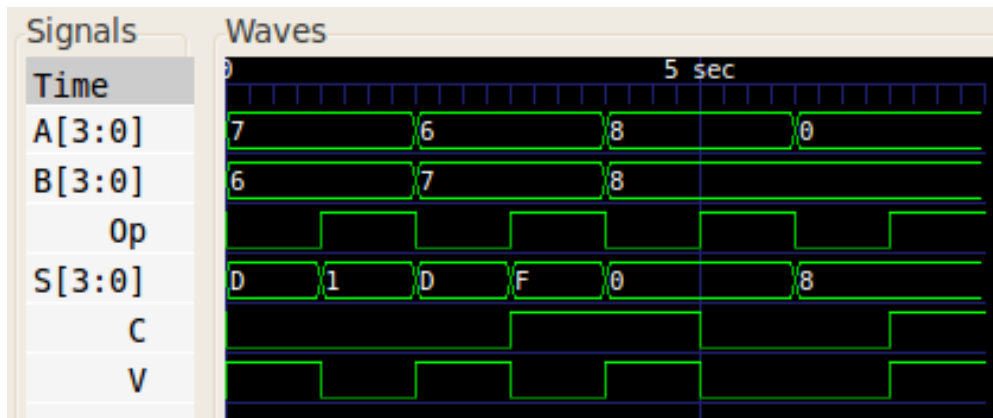 Signals Waves
0 5 sec
Time
A[3:0] 7 6 8 0
B[3:0] 6 7 8
Op
S[3:0] D 1 D F 0 8
C
V